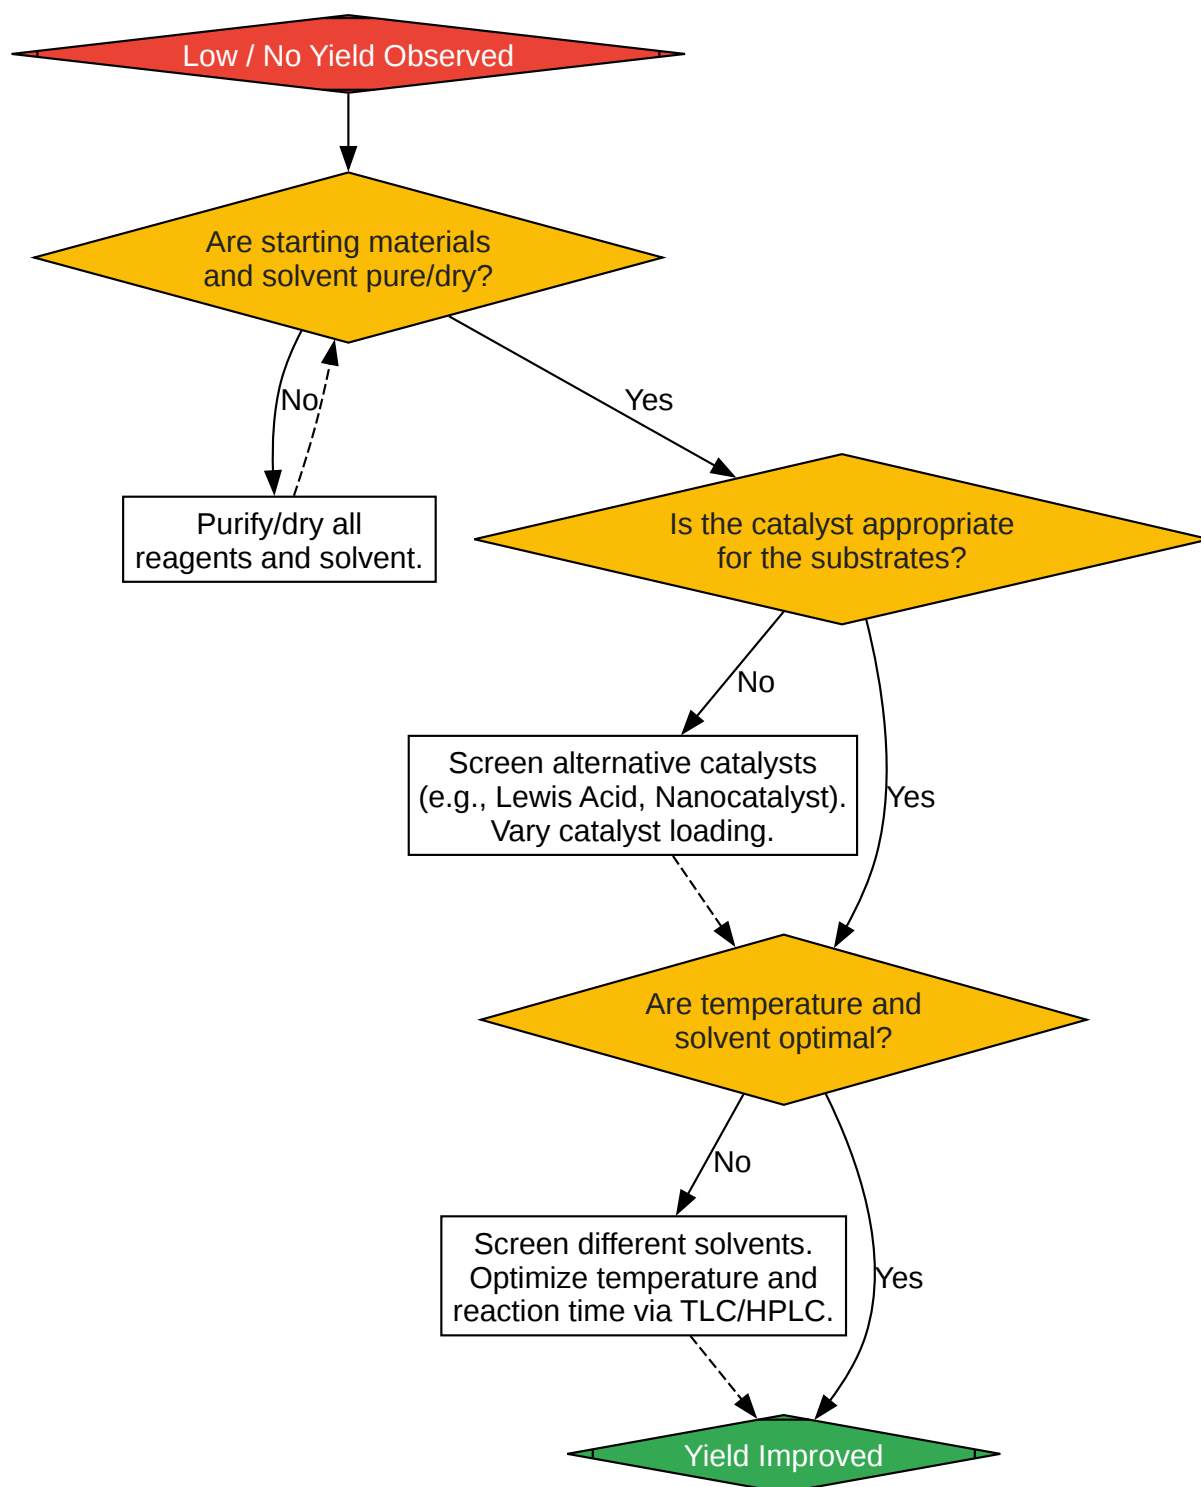 Low / No Yield Observed
Are starting materials
and solvent pure/dry?
No
Yes
Purify/dry all
reagents and solvent.
Is the catalyst appropriate
for the substrates?
No
Screen alternative catalysts
(e.g., Lewis Acid, Nanocatalyst).
Vary catalyst loading.
Yes
Are temperature and
solvent optimal?
No
Screen different solvents.
Optimize temperature and
reaction time via TLC/HPLC.
Yes
Yield Improved